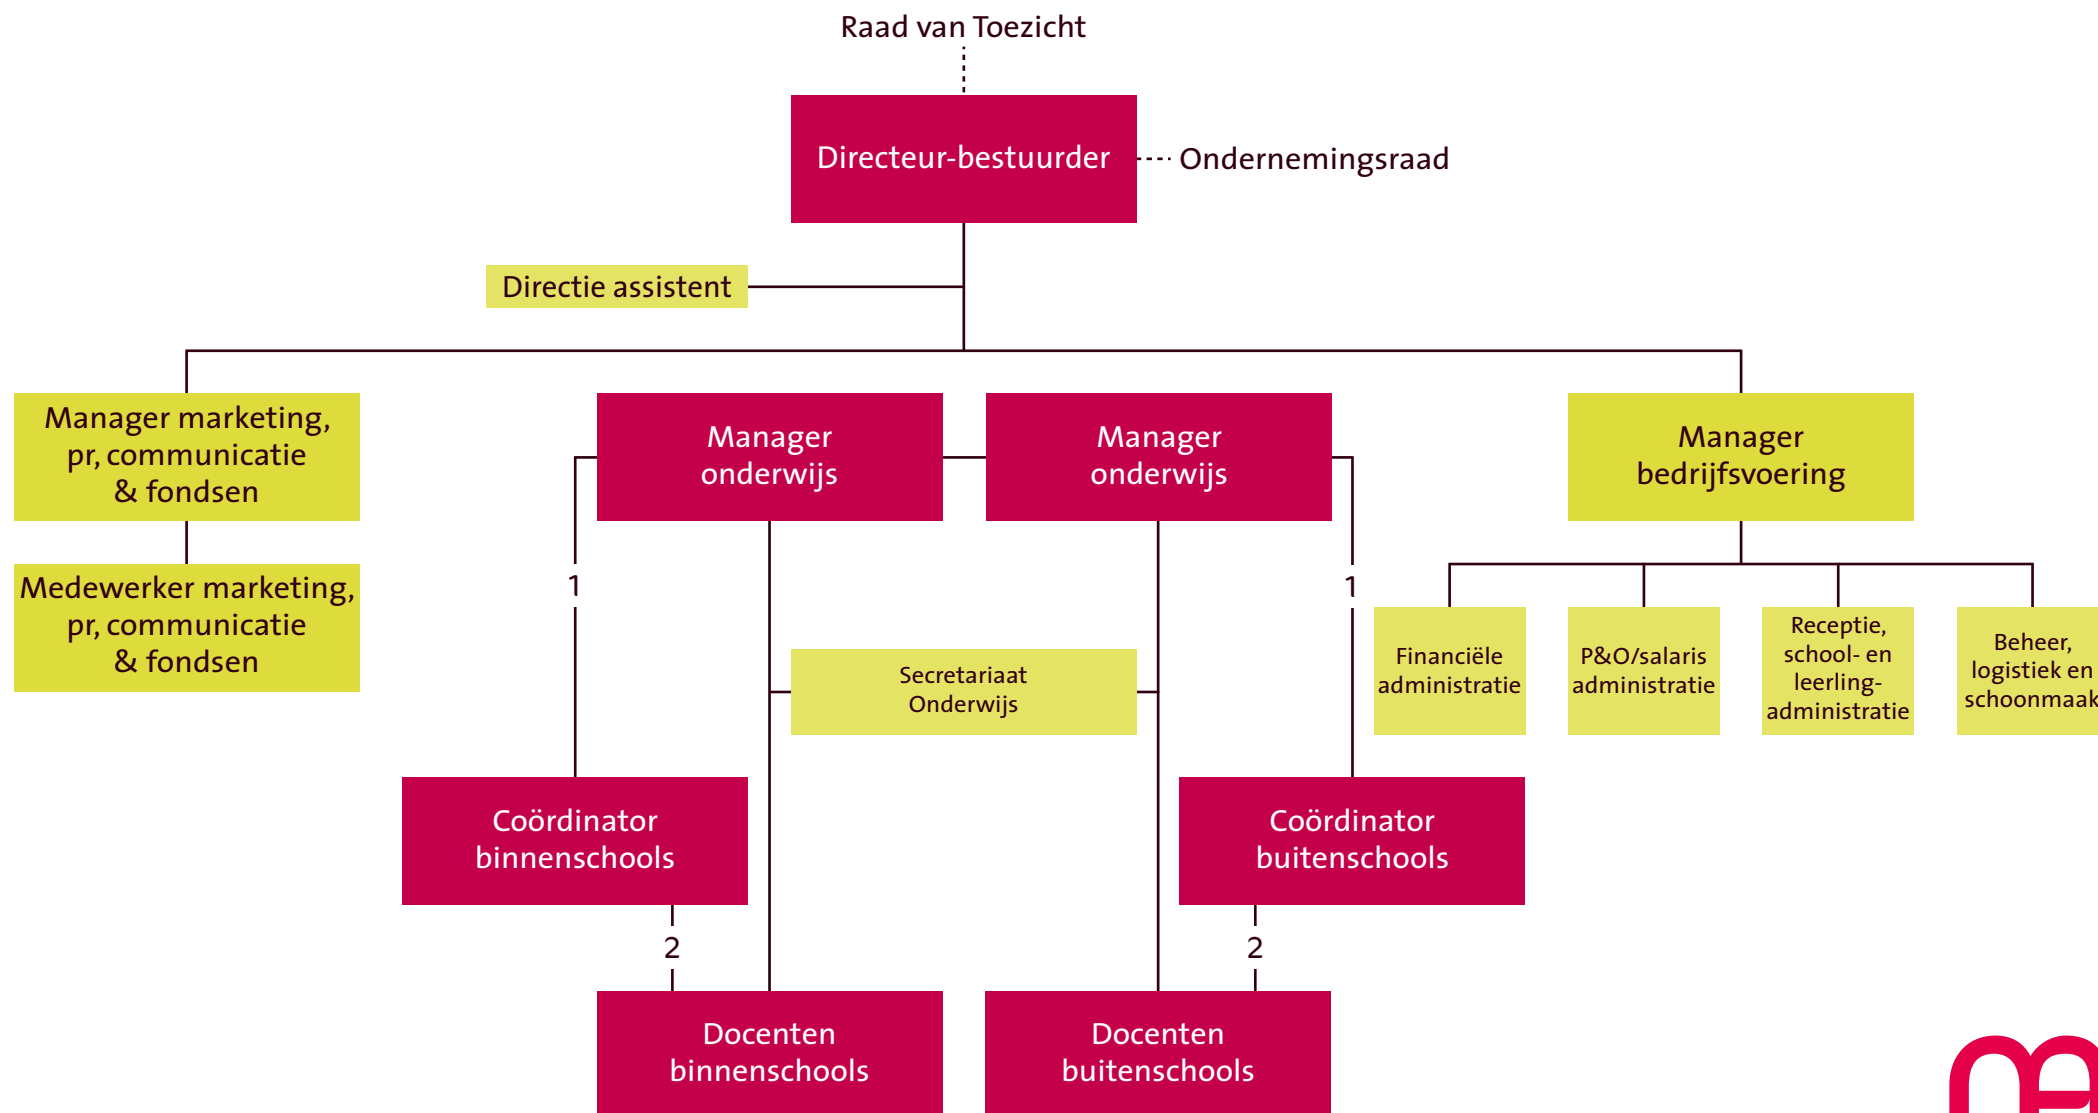 Raad van Toezicht
Directeur-bestuurder
Ondernemingsraad
Directie assistent
Manager marketing,
pr, communicatie
& fondsen
Manager
onderwijs
Manager
onderwijs
Manager
bedrijfsvoering
Medewerker marketing,
pr, communicatie
& fondsen
1
1
Financiële
administratie
P&O/salaris
administratie
Receptie,
school- en
leerling-
administratie
Beheer,
logistiek en
schoonmaak
Secretariaat
Onderwijs
Coördinator
binnenschools
Coördinator
buitenschools
2
2
Docenten
binnenschools
Docenten
buitenschools